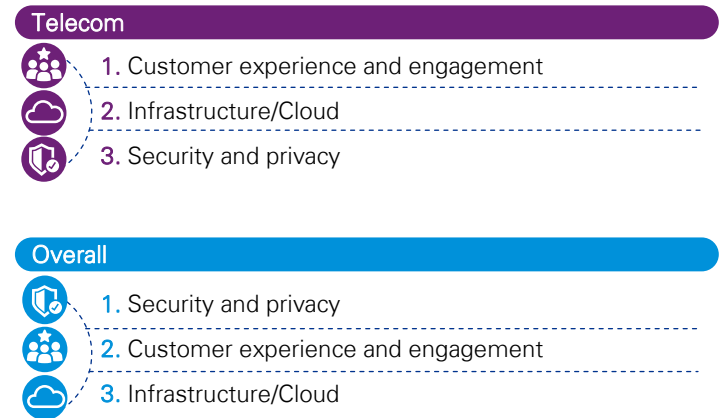 Telecom
1. Customer experience and engagement
2. Infrastructure/Cloud
3. Security and privacy
Overall
1. Security and privacy
2. Customer experience and engagement
3. Infrastructure/Cloud